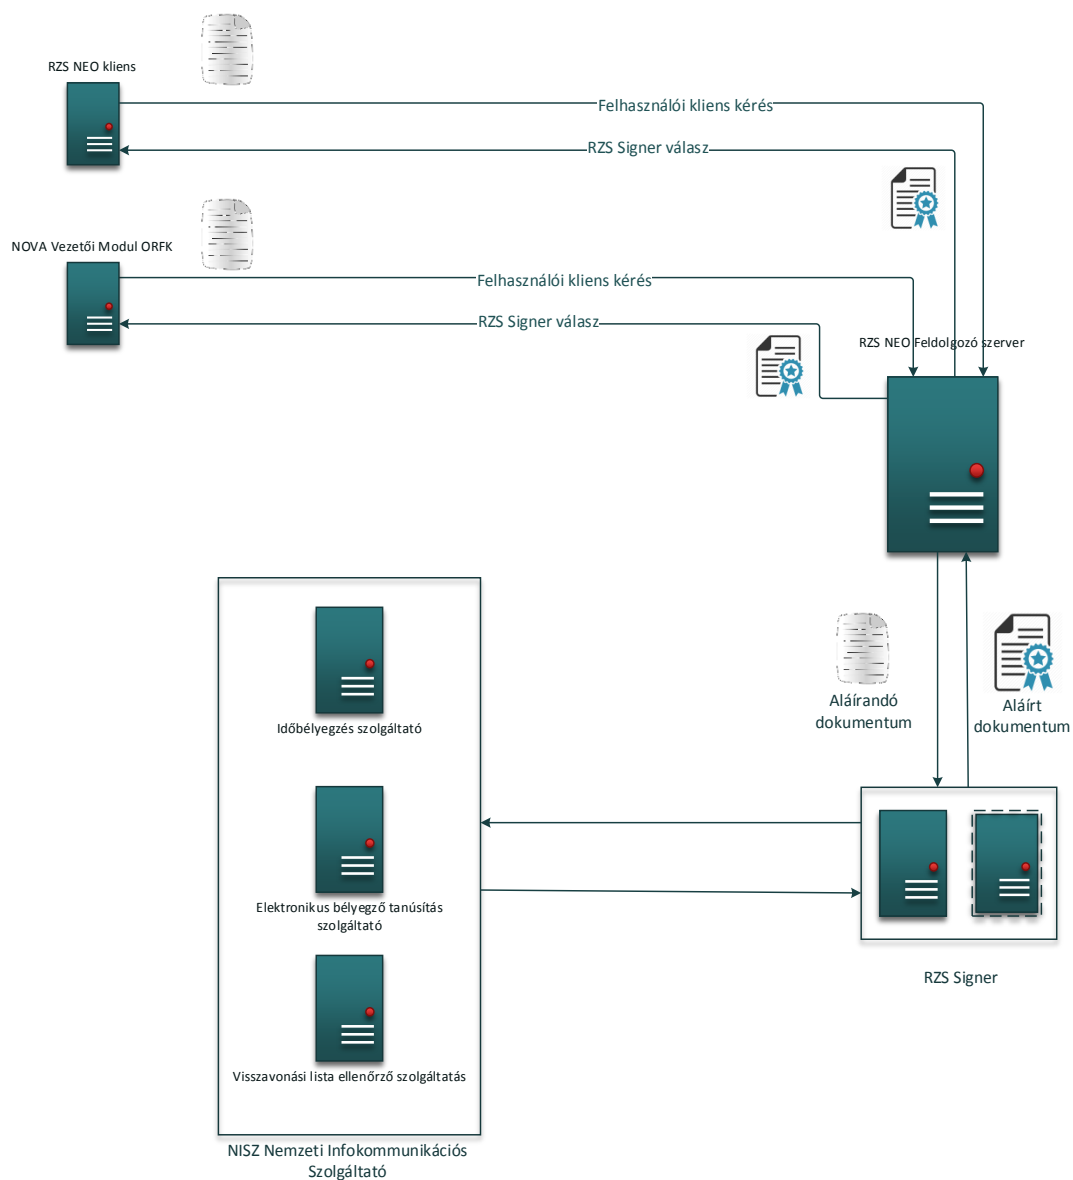 RZS NEO kliens
Felhasználói kliens kérés
RZS Signer válasz
NOVA Vezetői Modul ORFK
Felhasználói kliens kérés
RZS Signer válasz
RZS NEO Feldolgozó szerver
Aláírandó
dokumentum
Aláírt
dokumentum
Időbélyegzés szolgáltató
Elektronikus bélyegző tanúsítás
szolgáltató
Visszavonási lista ellenőrző szolgáltatás
RZS Signer
NISZ Nemzeti Infokommunikációs
Szolgáltató